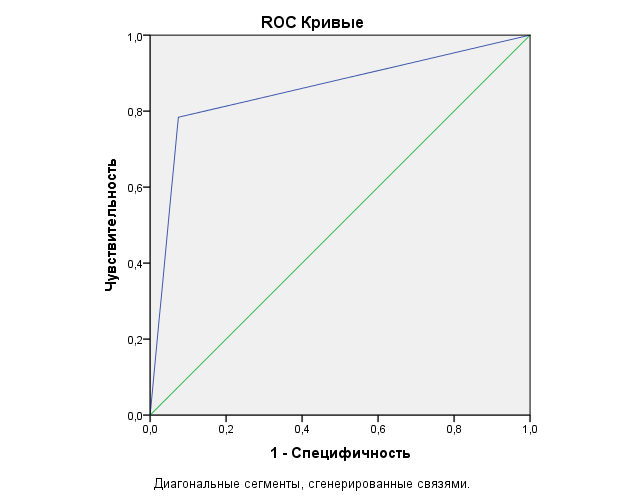 ROC Кривые
1,0
0,8
0,6
0,4
0,2
0,0
Чувствительность
0,0 0,2 0,4 0,6 0,8 1,0
1 - Специфичность
Диагональные сегменты, сгенерированные связями.